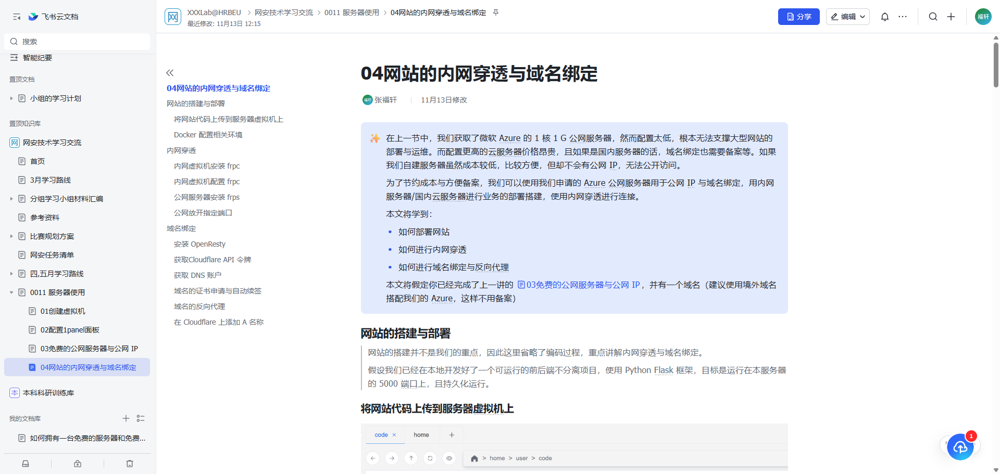 飞书云文档
搜索
智能纪要
置顶文档
小组的学习计划
置顶知识库
网 网安技术学习交流
首页
3月学习路线
分组学习小组材料汇编
参考资料
比赛规划方案
网安任务清单
四,五月学习路线
0011 服务器使用
01创建虚拟机
02配置1panel面板
03免费的公网服务器与公网 IP
04网站的内网穿透与域名绑定
本 本科科研训练库
我的文档库
如何拥有一台免费的服务器和免费...
网
XXXLab@HRBEU > 网安技术学习交流 > 0011 服务器使用 > 04网站的内网穿透与域名绑定
最近修改: 11月13日 12:15
分享
编辑
福轩
04网站的内网穿透与域名绑定
网站的搭建与部署
将网站代码上传到服务器虚拟机上
Docker 配置相关环境
内网穿透
内网虚拟机安装 frpc
内网虚拟机配置 frpc
公网服务器安装 frps
公网放开指定端口
域名绑定
安装 OpenResty
获取Cloudflare API 令牌
获取 DNS 账户
域名的证书申请与自动续签
域名的反向代理
在 Cloudflare 上添加 A 名称
04网站的内网穿透与域名绑定
福轩 张福轩 11月13日修改
在上一节中，我们获取了微软 Azure 的 1 核 1 G 公网服务器，然而配置太低，根本无法支撑大型网站的
部署与运维。而配置更高的云服务器价格昂贵，且如果是国内服务器的话，域名绑定也需要备案等。如果
我们自建服务器虽然成本较低，比较方便，但却不会有公网 IP，无法公开访问。
为了节约成本与方便备案，我们可以使用我们申请的 Azure 公网服务器用于公网 IP 与域名绑定，用内网
服务器/国内云服务器进行业务的部署搭建，使用内网穿透进行连接。
本文将学到：
• 如何部署网站
• 如何进行内网穿透
• 如何进行域名绑定与反向代理
本文将假定你已经完成了上一讲的 03免费的公网服务器与公网 IP，并有一个域名（建议使用境外域名
搭配我们的 Azure，这样不用备案）
网站的搭建与部署
网站的搭建并不是我们的重点，因此这里省略了编码过程，重点讲解内网穿透与域名绑定。
假设我们已经在本地开发好了一个可运行的前后端不分离项目，使用 Python Flask 框架，目标是运行在本服务器
的 5000 端口上，且持久化运行。
将网站代码上传到服务器虚拟机上
code × home +
> home > user > code
1